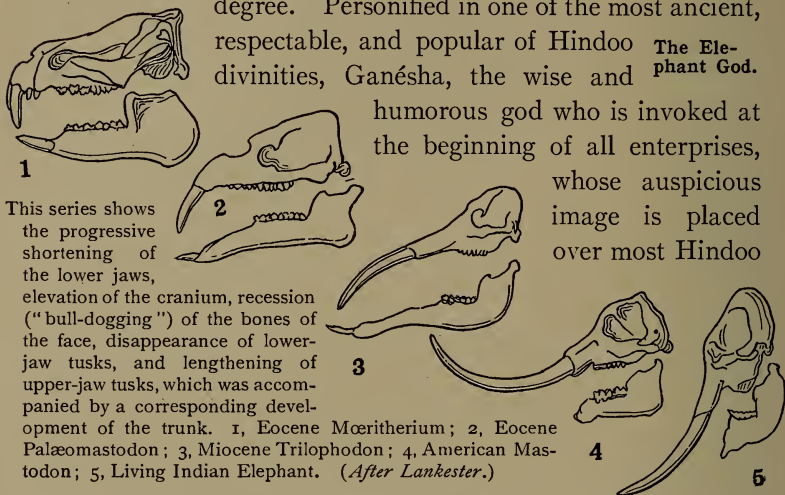 degree. Personified in one of the most ancient,
respectable, and popular of Hindoo
divinities, Ganésha, the wise and
The Ele-
phant God.
humorous god who is invoked at
the beginning of all enterprises,
whose auspicious
image is placed
over most Hindoo
1
2
3
4
5
This series shows
the progressive
shortening of
the lower jaws,
elevation of the cranium, recession
("bull-dogging") of the bones of
the face, disappearance of lower-
jaw tusks, and lengthening of
upper-jaw tusks, which was accom-
panied by a corresponding devel-
opment of the trunk. 1, Eocene Mœritherium; 2, Eocene
Palæomastodon; 3, Miocene Trilophodon; 4, American Mas-
todon; 5, Living Indian Elephant. (After Lankester.)